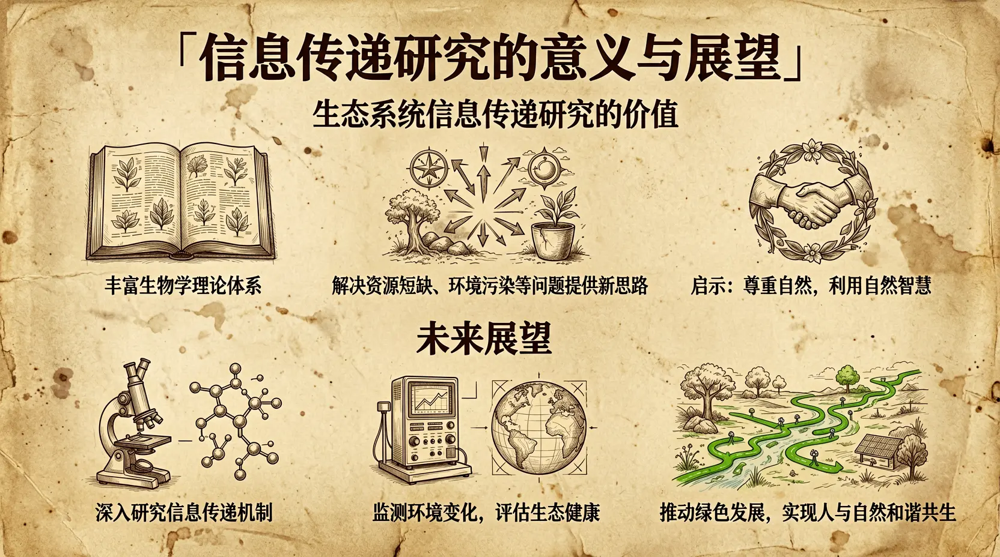 「信息传递研究的意义与展望」
生态系统信息传递研究的价值
丰富生物学理论体系
解决资源短缺、环境污染等问题提供新思路
启示：尊重自然，利用自然智慧
未来展望
深入研究信息传递机制
监测环境变化，评估生态健康
推动绿色发展，实现人与自然和谐共生